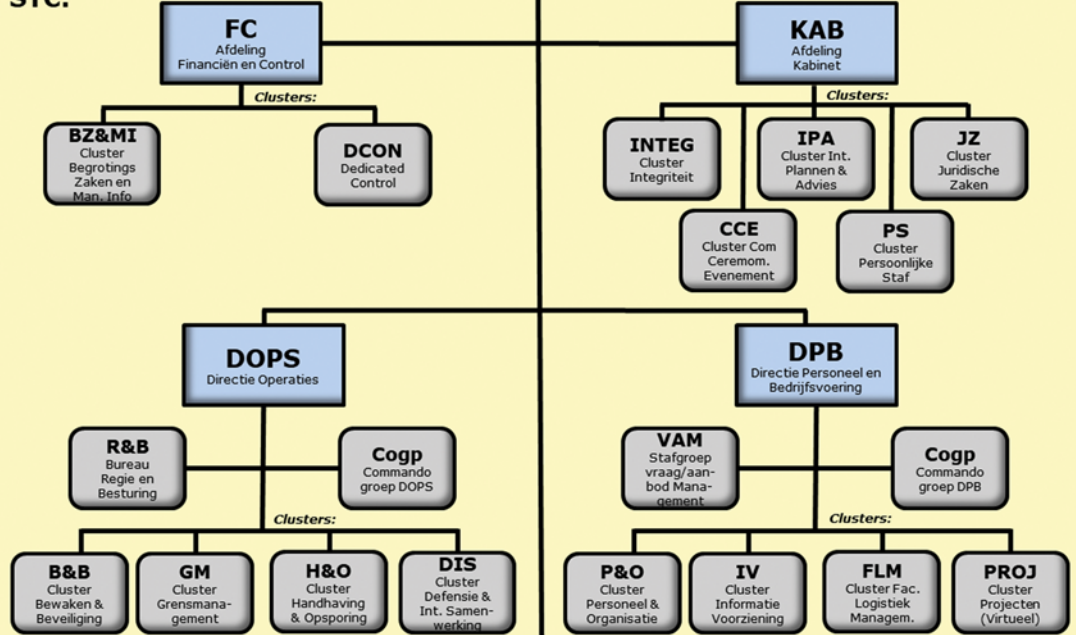 STC:
FC
Afdeling
Financiën en Control
KAB
Afdeling
Kabinet
Clusters:
BZ&MI
Cluster
Begrotings
Zaken en
Man. Info
DCON
Dedicated
Control
Clusters:
INTEG
Cluster
Integriteit
IPA
Cluster Int.
Plannen &
Advies
JZ
Cluster
Juridische
Zaken
CCE
Cluster Com
Ceremom.
Evenement
PS
Cluster
Persoonlijke
Staf
DOPS
Directie Operaties
DPB
Directie Personeel en
Bedrijfsvoering
R&B
Bureau
Regie en
Besturing
Cogp
Commando
groep DOPS
VAM
Stafgroep
vraag/aan-
bod Mana-
gement
Cogp
Commando
groep DPB
Clusters:
B&B
Cluster
Bewaken &
Beveiliging
GM
Cluster
Grensmana-
gement
H&O
Cluster
Handhaving
& Opsporing
DIS
Cluster
Defensie &
Int. Samen-
werking
Clusters:
P&O
Cluster
Personeel &
Organisatie
IV
Cluster
Informatie
Voorziening
FLM
Cluster Fac.
Logistiek
Managem.
PROJ
Cluster
Projecten
(Virtueel)